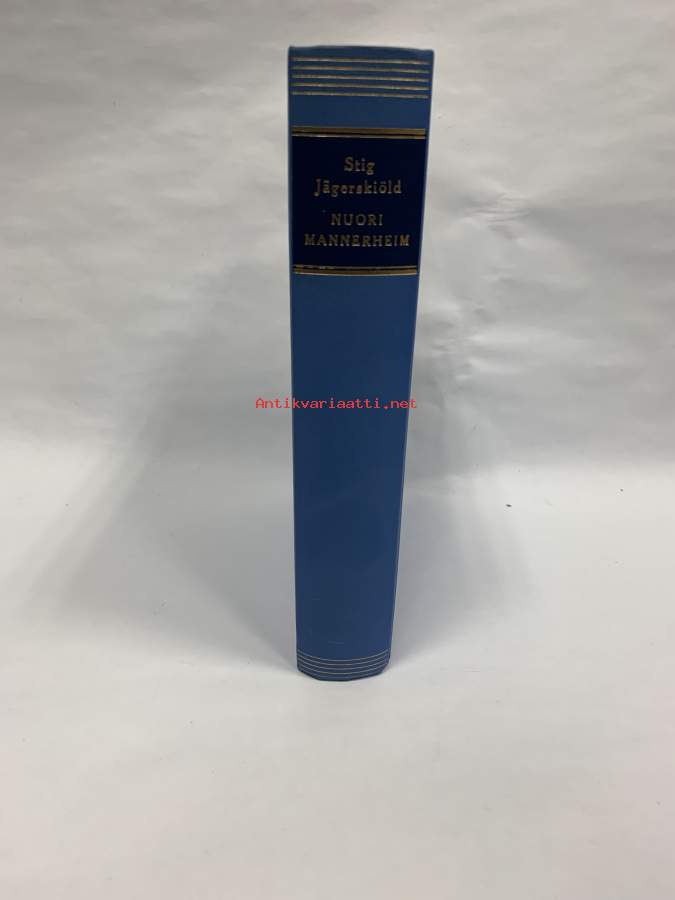 Stig
Jägerskiöld
NUORI
MANNERHEIM
Antikvariaatti.net